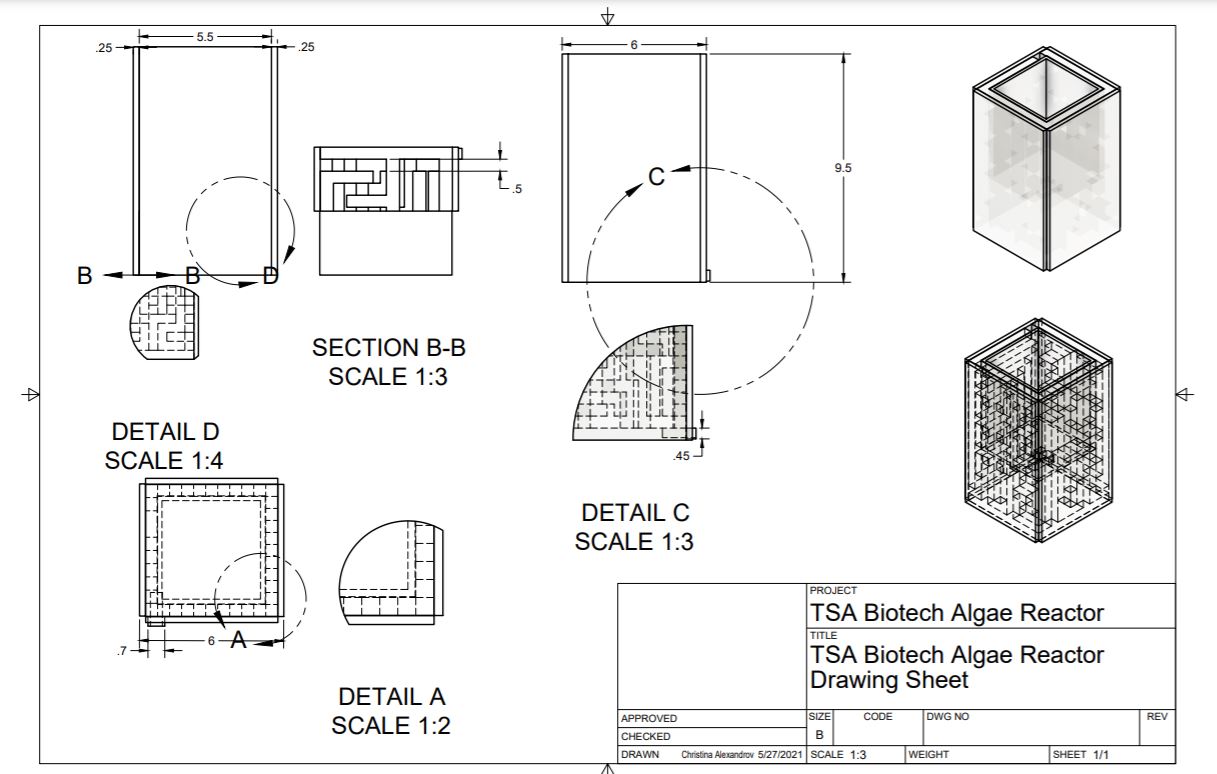 5.5
.25
.25
B
B
D
.5
6
9.5
C
SECTION B-B
SCALE 1:3
DETAIL D
SCALE 1:4
.45
DETAIL C
SCALE 1:3
6
A
.7
DETAIL A
SCALE 1:2
PROJECT
TSA Biotech Algae Reactor
TITLE
TSA Biotech Algae Reactor
Drawing Sheet
APPROVED
CHECKED
DRAWN Christina Alexandrov 5/27/2021
SIZE CODE DWG NO REV
B
SCALE 1:3 WEIGHT SHEET 1/1